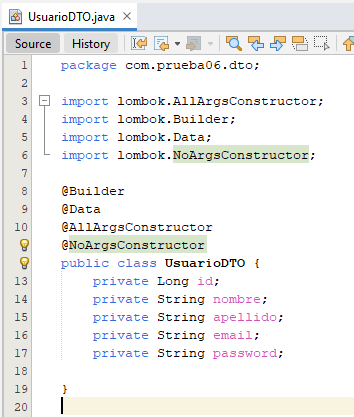 UsuarioDTO.java
Source History
1 package com.prueba06.dto;
2
3 import lombok.AllArgsConstructor;
4 import lombok.Builder;
5 import lombok.Data;
6 import lombok.NoArgsConstructor;
7
8 @Builder
9 @Data
10 @AllArgsConstructor
@NoArgsConstructor
public class UsuarioDTO {
13 private Long id;
14 private String nombre;
15 private String apellido;
16 private String email;
17 private String password;
18
19 }
20